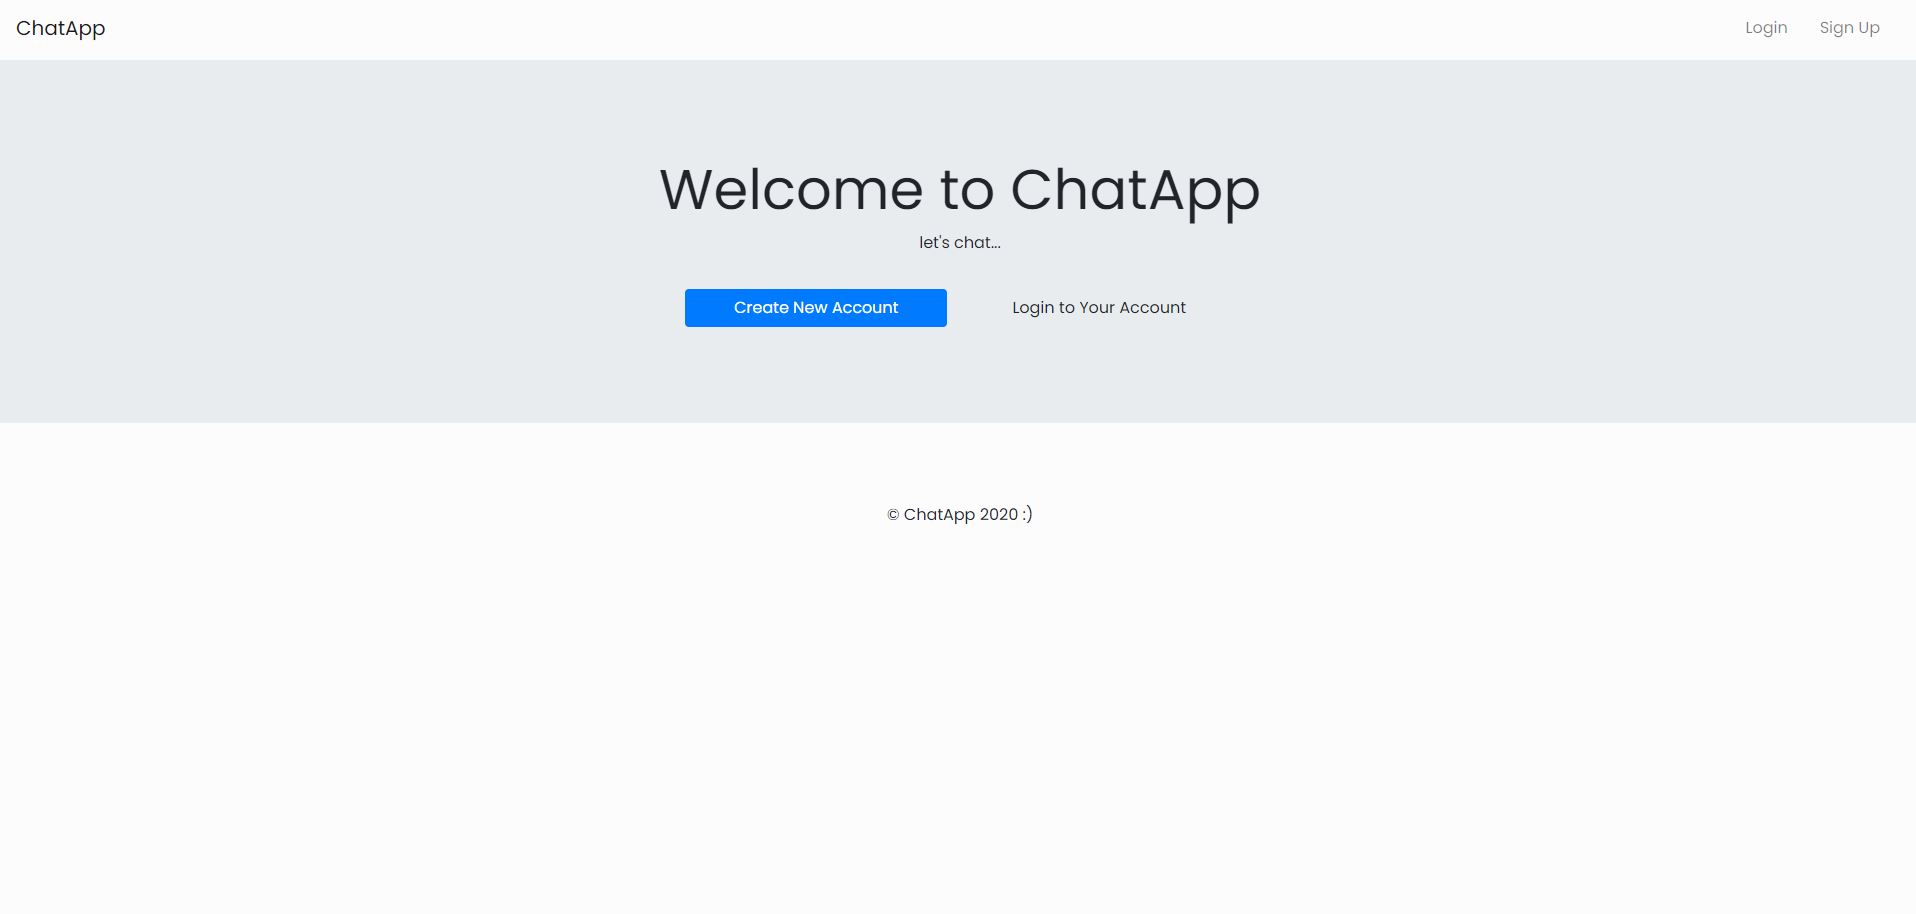 ChatApp
Login
Sign Up
Welcome to ChatApp
let's chat...
Create New Account
Login to Your Account
© ChatApp 2020 :)